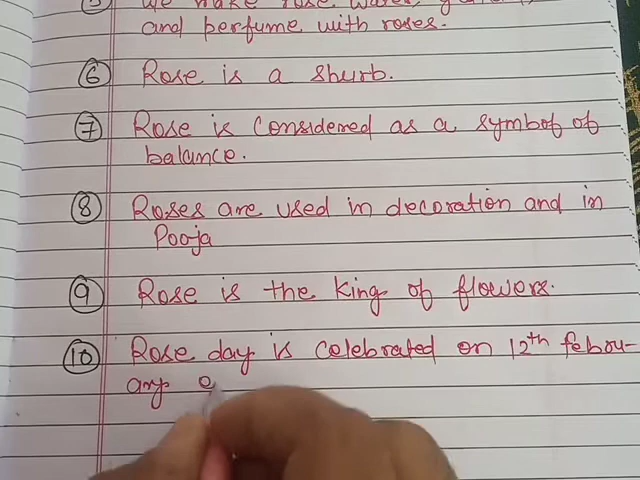 and perfume with roses.
6 Rose is a shurb.
7 Rose is considered as a symbof of
balance.
8 Roses are used in decoration and in
Pooja
9 Rose is the king of flowers.
10 Rose day is celebrated on 12th febou-
ary